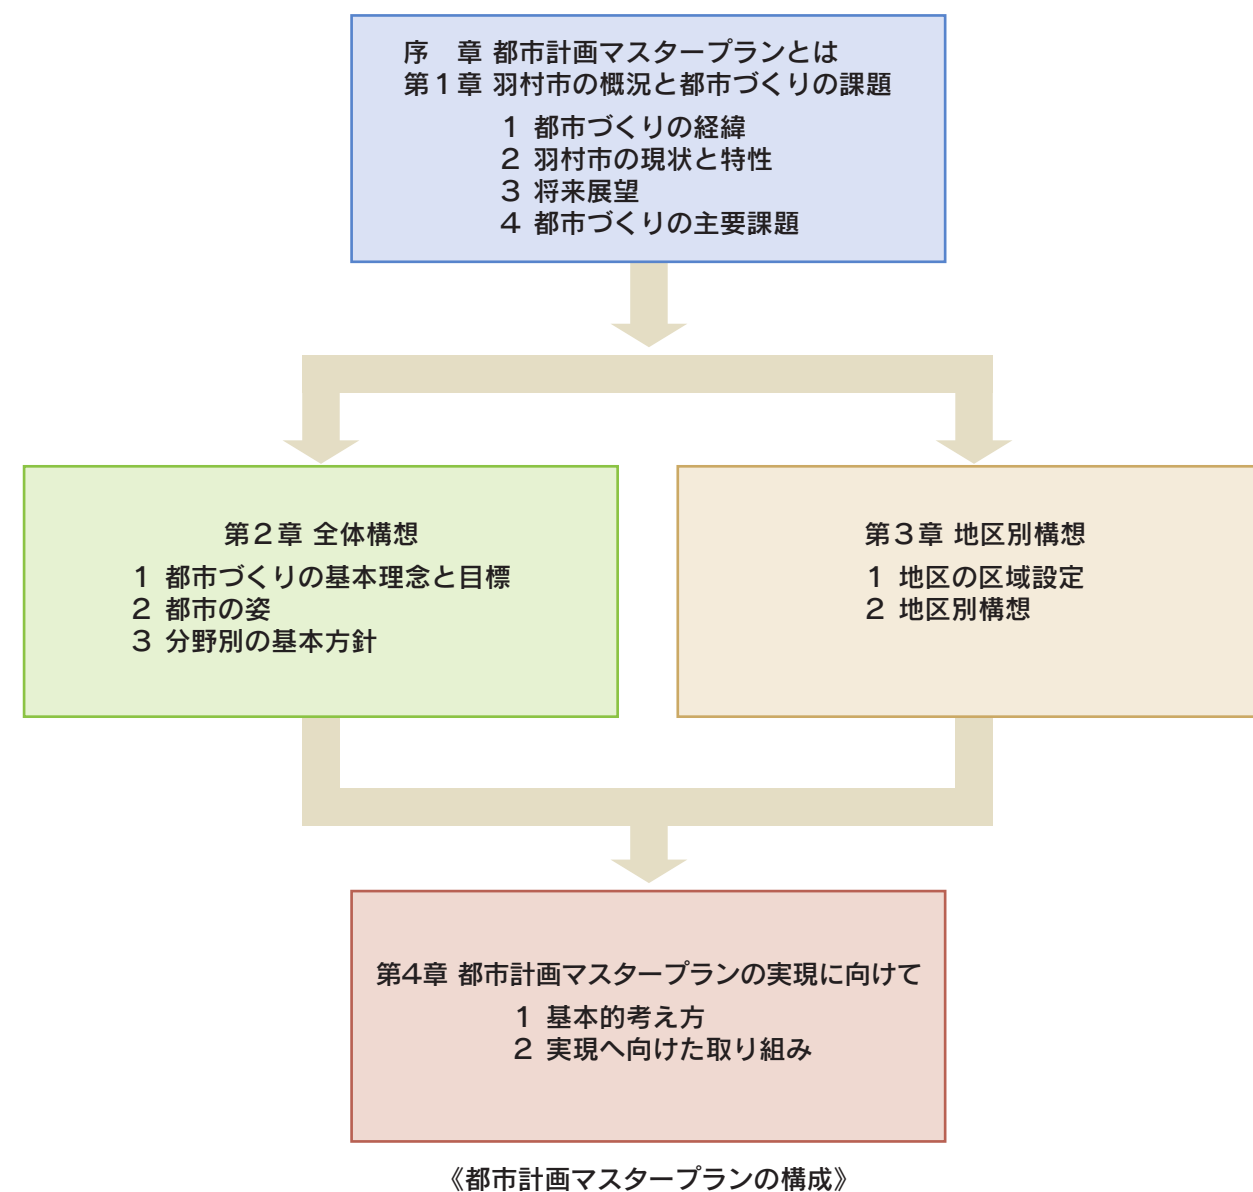 序　章 都市計画マスタープランとは
第１章 羽村市の概況と都市づくりの課題
１ 都市づくりの経緯
２ 羽村市の現状と特性
３ 将来展望
４ 都市づくりの主要課題
第２章 全体構想
１ 都市づくりの基本理念と目標
２ 都市の姿
３ 分野別の基本方針
第３章 地区別構想
１ 地区の区域設定
２ 地区別構想
第4章 都市計画マスタープランの実現に向けて
１ 基本的考え方
２ 実現へ向けた取り組み
《都市計画マスタープランの構成》